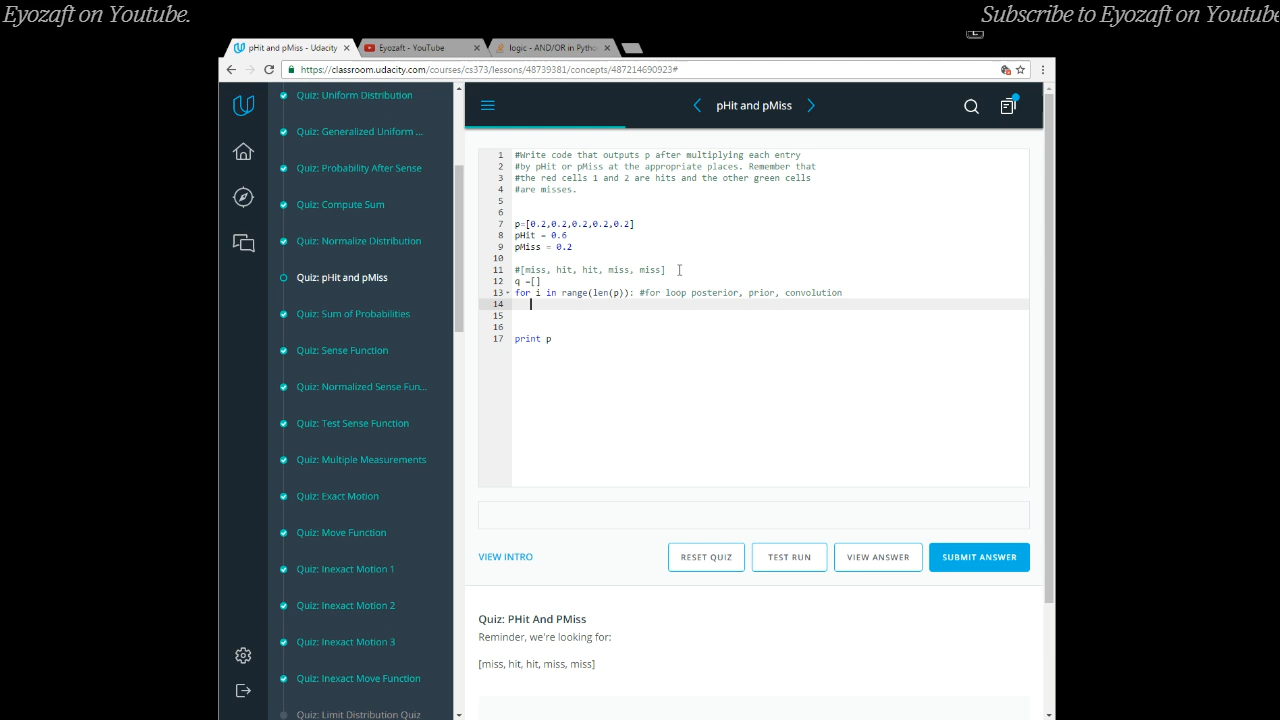 Eyozaft on Youtube.
Subscribe to Eyozaft on Youtube
pHit and pMiss - Udacity
Eyozaft - YouTube
logic - AND/OR in Pytho
https://classroom.udacity.com/courses/cs373/lessons/48739381/concepts/487214690923#
Quiz: Uniform Distribution
Quiz: Generalized Uniform ...
Quiz: Probability After Sense
Quiz: Compute Sum
Quiz: Normalize Distribution
Quiz: pHit and pMiss
Quiz: Sum of Probabilities
Quiz: Sense Function
Quiz: Normalized Sense Fun...
Quiz: Test Sense Function
Quiz: Multiple Measurements
Quiz: Exact Motion
Quiz: Move Function
Quiz: Inexact Motion 1
Quiz: Inexact Motion 2
Quiz: Inexact Motion 3
Quiz: Inexact Move Function
Quiz: Limit Distribution Quiz
pHit and pMiss
1 #Write code that outputs p after multiplying each entry
2 #by pHit or pMiss at the appropriate places. Remember that
3 #the red cells 1 and 2 are hits and the other green cells
4 #are misses.
5
6
7 p=[0.2,0.2,0.2,0.2,0.2]
8 pHit = 0.6
9 pMiss = 0.2
10
11 #[miss, hit, hit, miss, miss]
12 q =[]
13 for i in range(len(p)): #for loop posterior, prior, convolution
14
15
16
17 print p
VIEW INTRO
RESET QUIZ
TEST RUN
VIEW ANSWER
SUBMIT ANSWER
Quiz: PHit And PMiss
Reminder, we're looking for:
[miss, hit, hit, miss, miss]